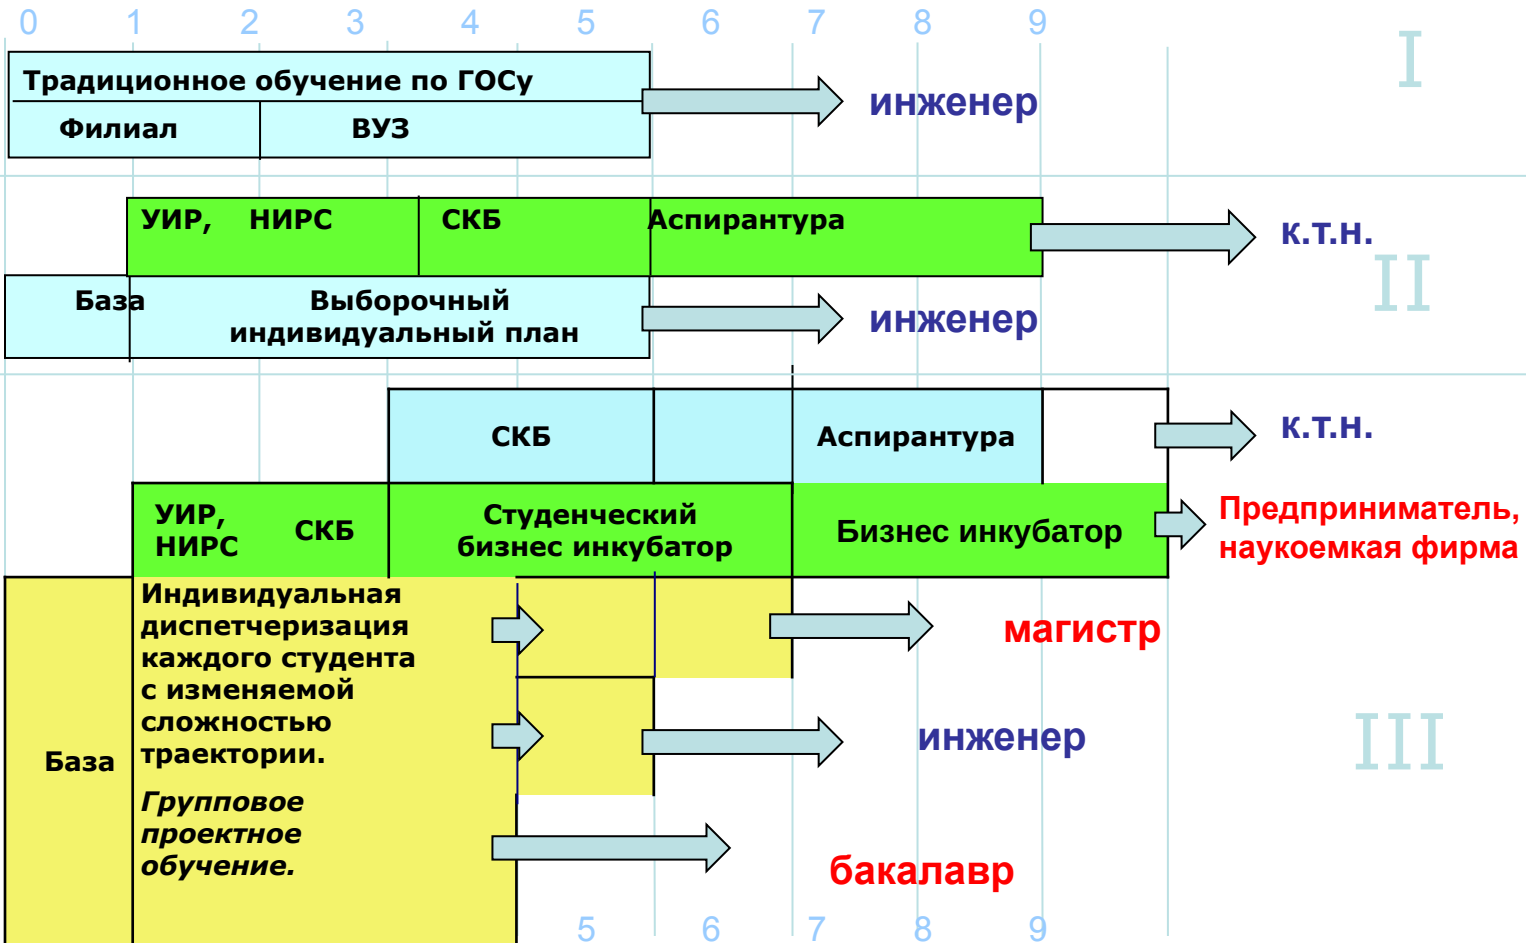 0 1 2 3 4 5 6 7 8 9
I
Традиционное обучение по ГОСу
Филиал ВУЗ
инженер
УИР, НИРС СКБ Аспирантура
к.т.н.
II
База Выборочный
индивидуальный план
инженер
СКБ Аспирантура
к.т.н.
УИР,
НИРС
СКБ
Студенческий
бизнес инкубатор
Бизнес инкубатор
Предприниматель,
наукоемкая фирма
База
Индивидуальная
диспетчеризация
каждого студента
с изменяемой
сложностью
траектории.
Групповое
проектное
обучение.
магистр
инженер
бакалавр
III
5 6 7 8 9